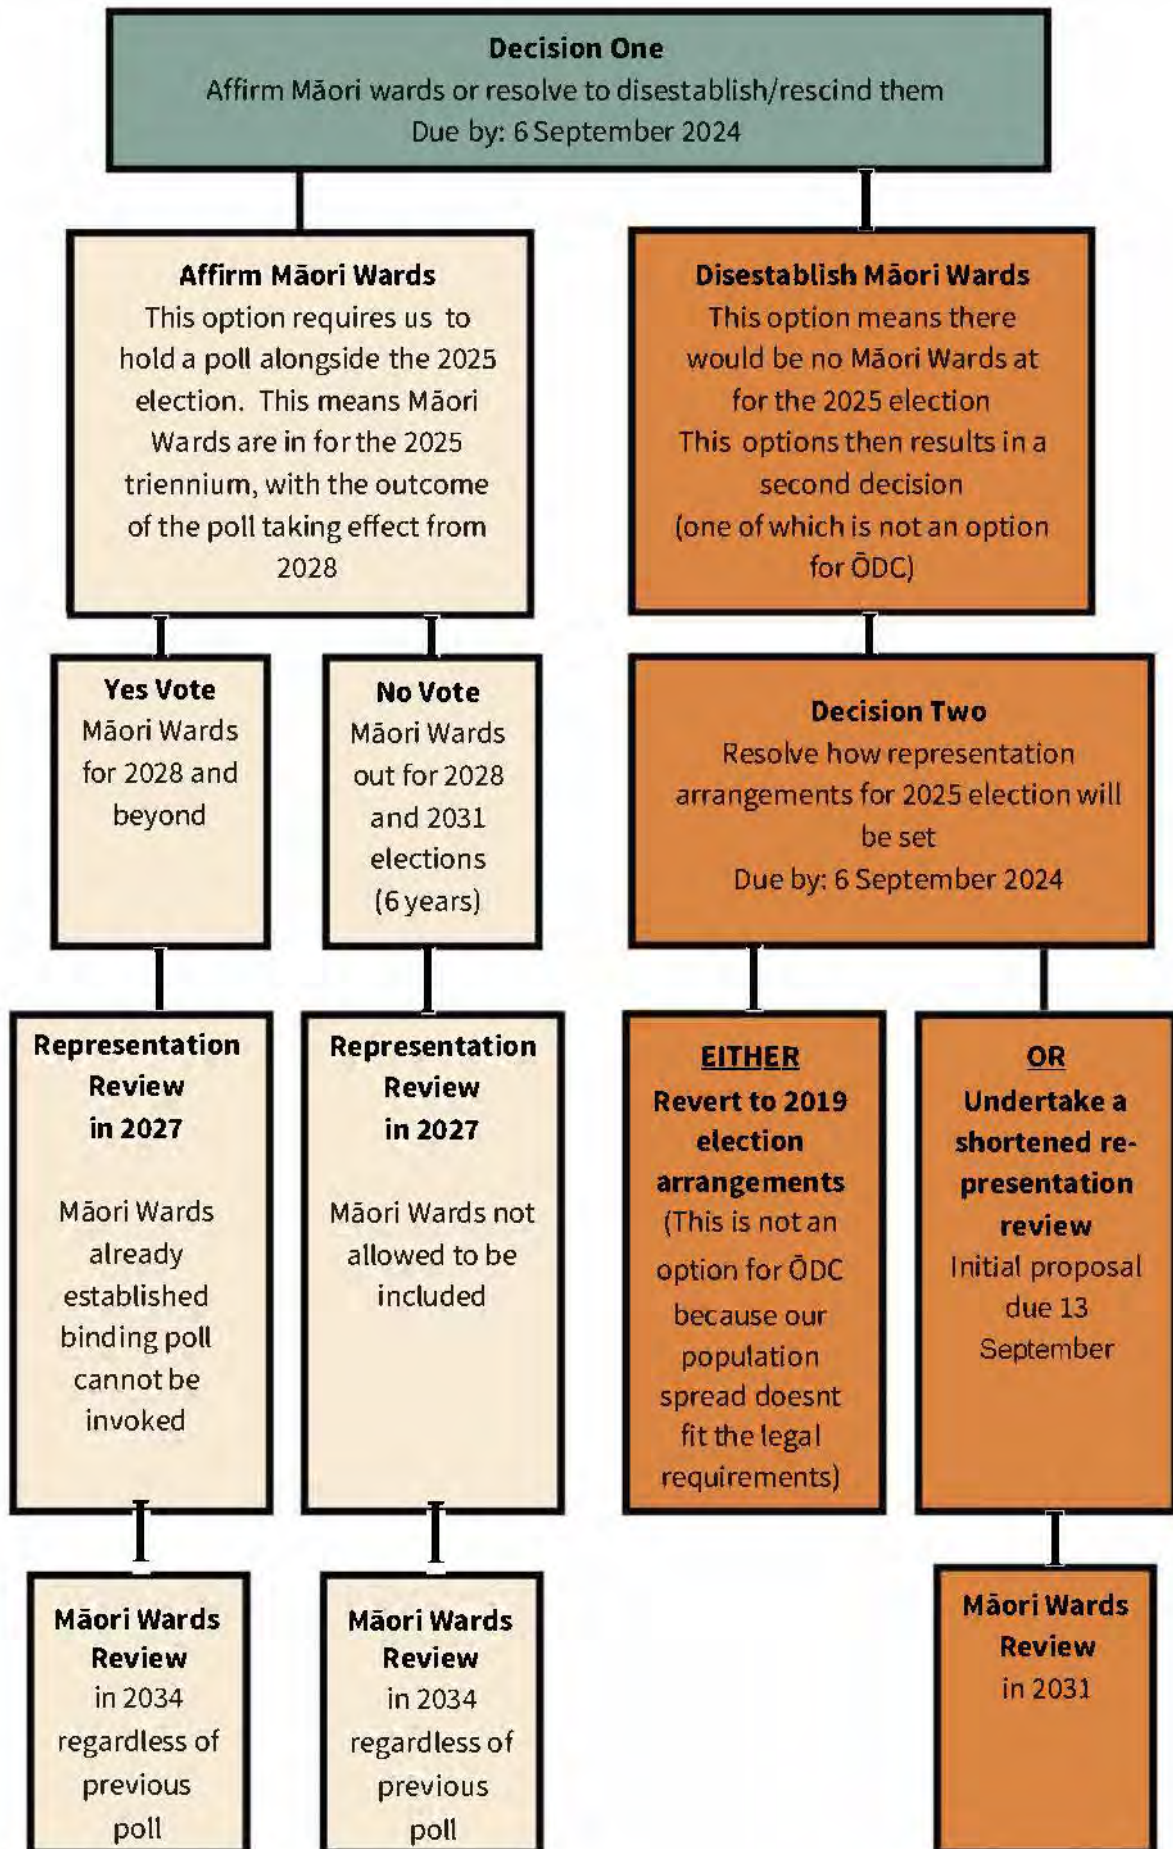 Decision One
Affirm Māori wards or resolve to disestablish/rescind them
Due by: 6 September 2024
Affirm Māori Wards
This option requires us to
hold a poll alongside the 2025
election. This means Māori
Wards are in for the 2025
triennium, with the outcome
of the poll taking effect from
2028
Disestablish Māori Wards
This option means there
would be no Māori Wards at
for the 2025 election
This options then results in a
second decision
(one of which is not an option
for ŌDC)
Yes Vote
Māori Wards
for 2028 and
beyond
No Vote
Māori Wards
out for 2028
and 2031
elections
(6 years)
Decision Two
Resolve how representation
arrangements for 2025 election will
be set
Due by: 6 September 2024
Representation
Review
in 2027
Māori Wards
already
established
binding poll
cannot be
invoked
Representation
Review
in 2027
Māori Wards not
allowed to be
included
EITHER
Revert to 2019
election
arrangements
(This is not an
option for ŌDC
because our
population
spread doesnt
fit the legal
requirements)
OR
Undertake a
shortened re-
presentation
review
Initial proposal
due 13
September
Māori Wards
Review
in 2034
regardless of
previous
poll
Māori Wards
Review
in 2034
regardless of
previous
poll
Māori Wards
Review
in 2031